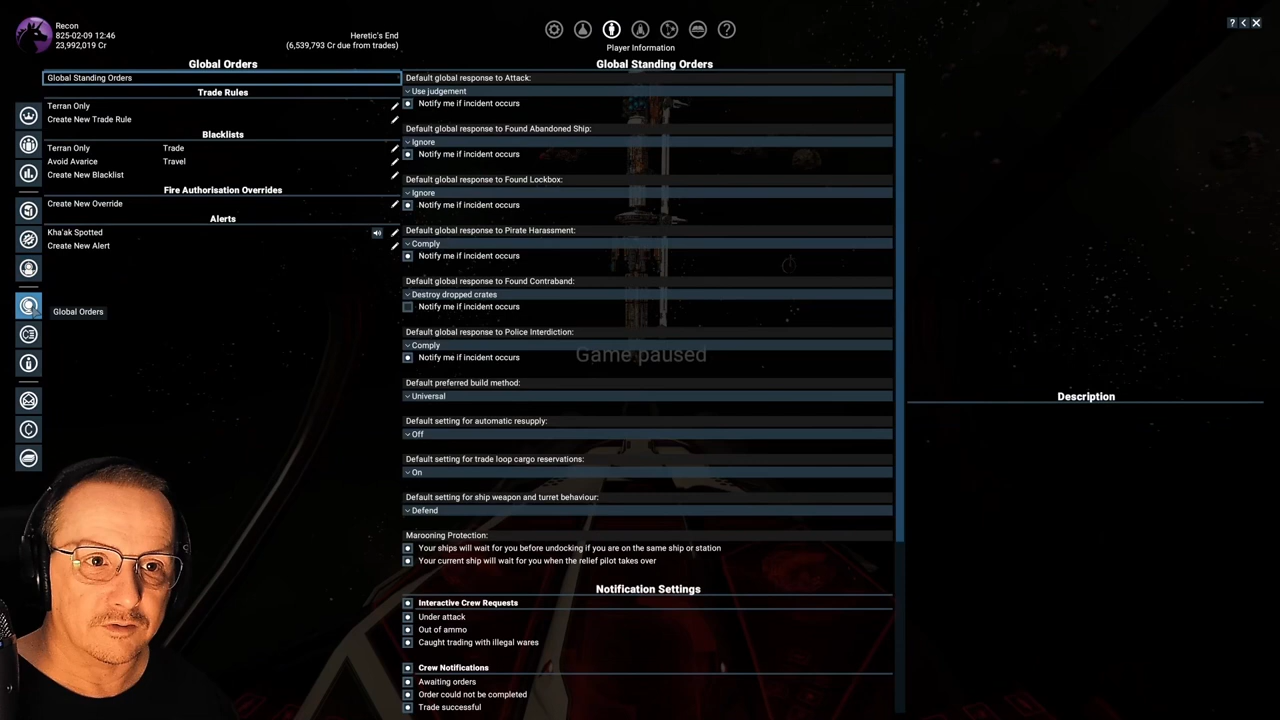 Recon
825-02-09 12:46
23,992,019 Cr
Heretic's End
(6,539,793 Cr due from trades)
Player Information
? < ×
Global Orders
Global Standing Orders
Trade Rules
Terran Only
Create New Trade Rule
Blacklists
Terran Only Trade
Avoid Avarice Travel
Create New Blacklist
Fire Authorisation Overrides
Create New Override
Alerts
Kha'ak Spotted
Create New Alert
Global Orders
Global Standing Orders
Default global response to Attack:
Use judgement
Notify me if incident occurs
Default global response to Found Abandoned Ship:
Ignore
Notify me if incident occurs
Default global response to Found Lockbox:
Ignore
Notify me if incident occurs
Default global response to Pirate Harassment:
Comply
Notify me if incident occurs
Default global response to Found Contraband:
Destroy dropped crates
Notify me if incident occurs
Default global response to Police Interdiction:
Comply
Notify me if incident occurs
Game paused
Default preferred build method:
Universal
Default setting for automatic resupply:
Off
Default setting for trade loop cargo reservations:
On
Default setting for ship weapon and turret behaviour:
Defend
Marooning Protection:
Your ships will wait for you before undocking if you are on the same ship or station
Your current ship will wait for you when the relief pilot takes over
Notification Settings
Interactive Crew Requests
Under attack
Out of ammo
Caught trading with illegal wares
Crew Notifications
Awaiting orders
Order could not be completed
Trade successful
Description